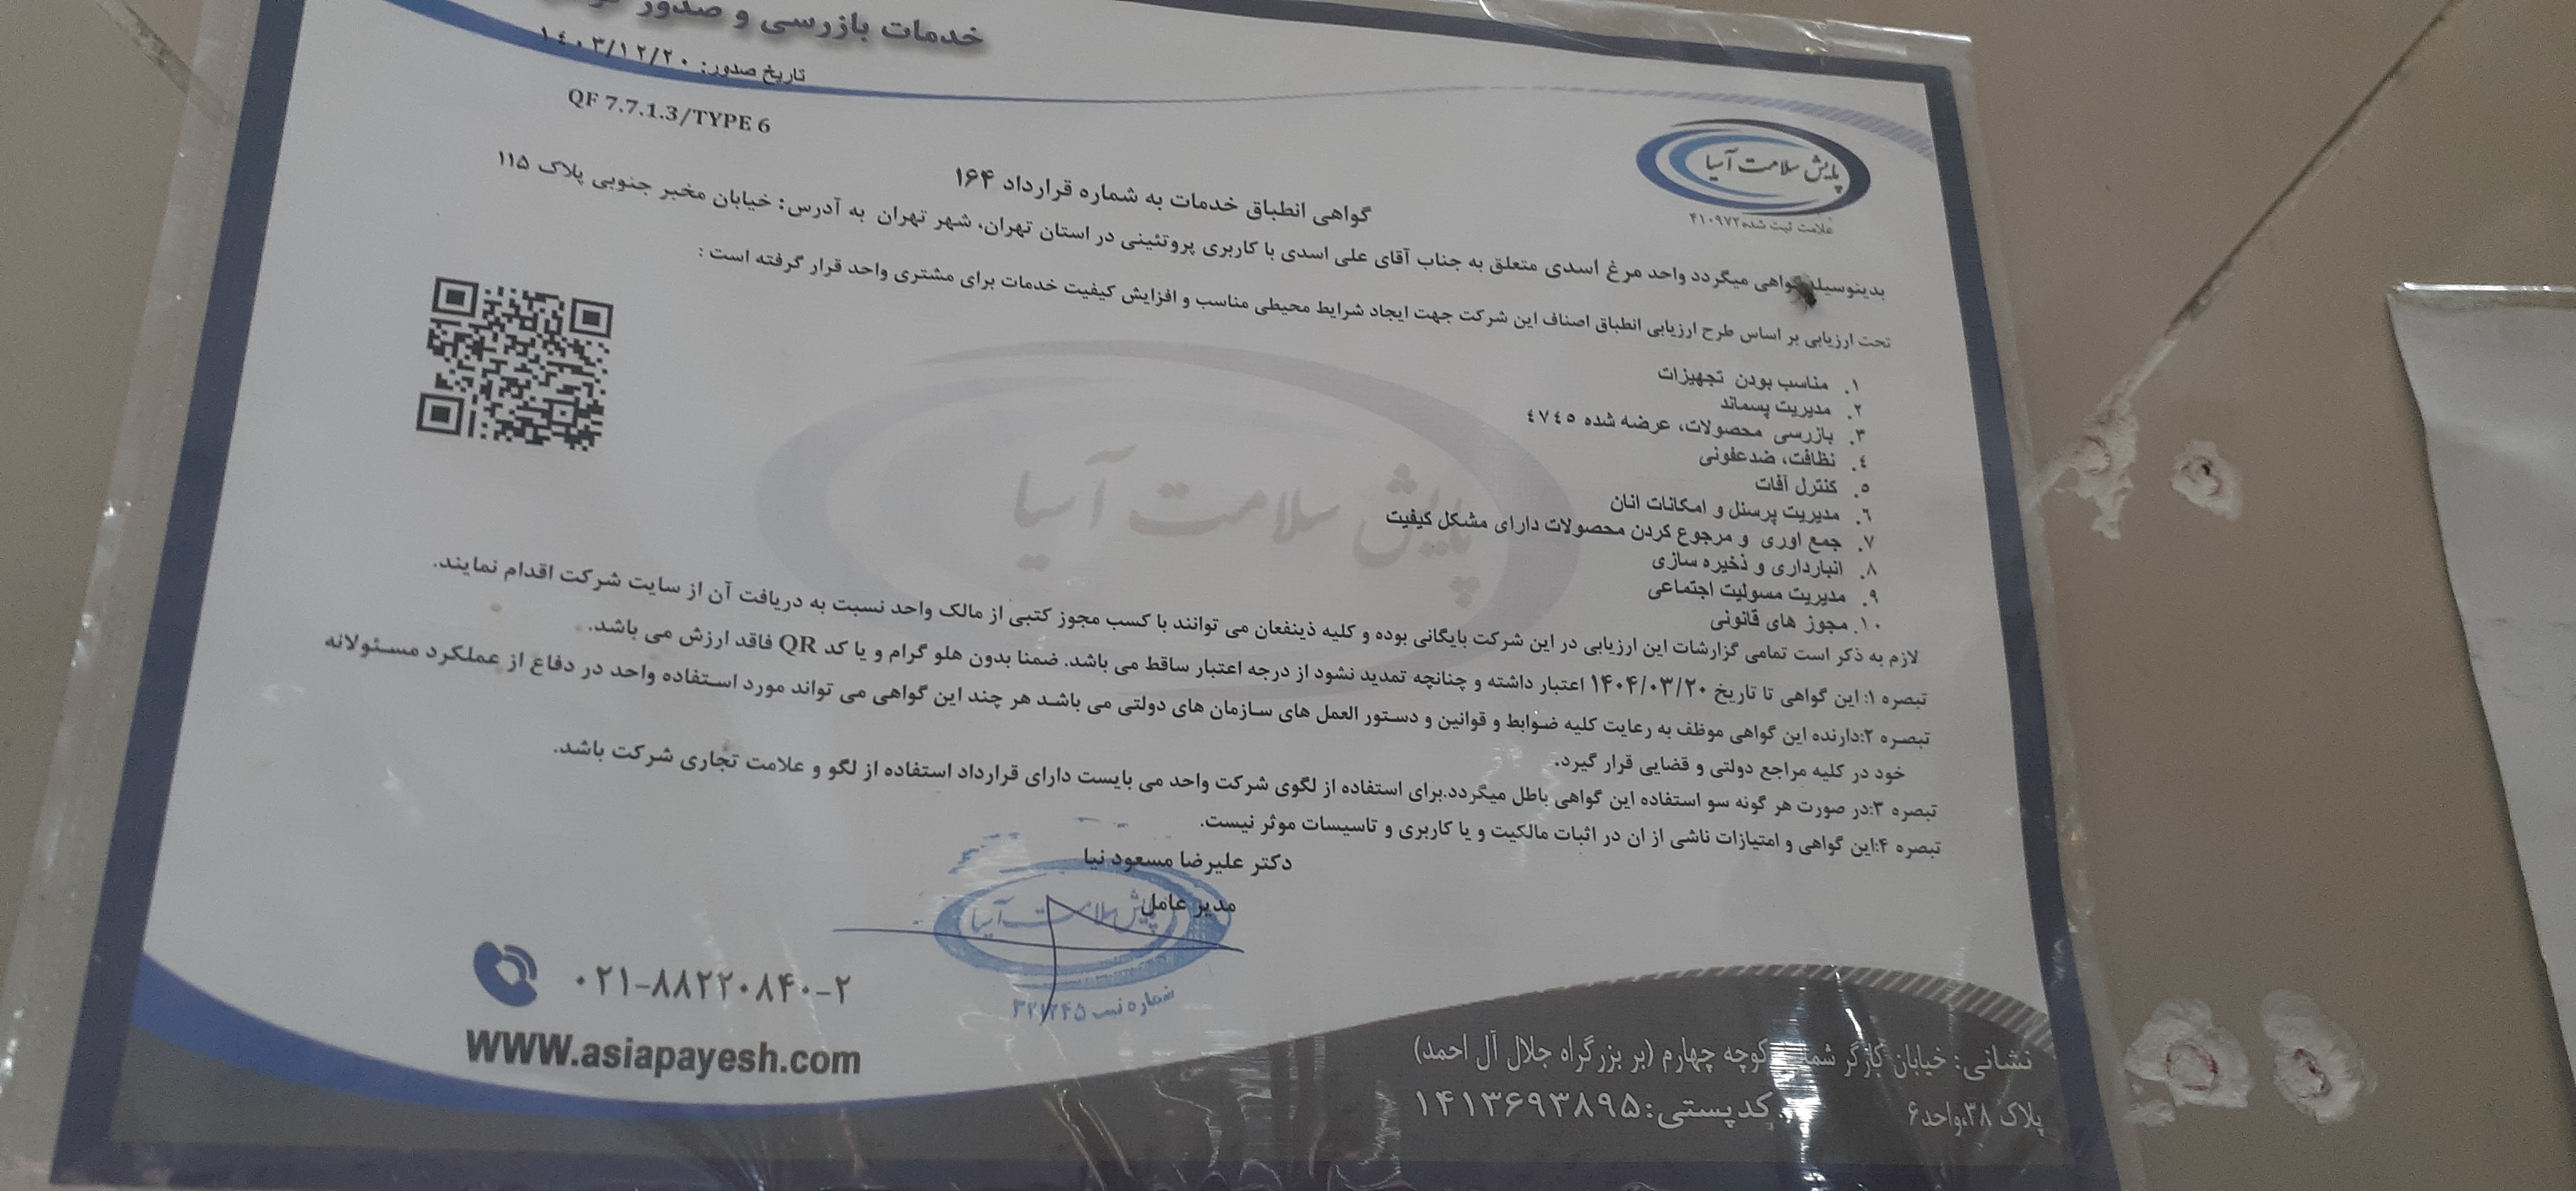 خدمات بازرسی و صدور
تاریخ صدور: ۱۴۰۳/۱۲/۲۰
QF 7.7.1.3/TYPE 6
پایش سلامت آسیا
علامت ثبت شده۴۱۰۹۷۲
گواهی انطباق خدمات به شماره قرارداد ۱۶۴
بدینوسیله گواهی میگردد واحد مرغ اسدی متعلق به جناب آقای علی اسدی با کاربری پروتئینی در استان تهران، شهر تهران به آدرس: خیابان مخبر جنوبی پلاک ۱۱۵
تحت ارزیابی بر اساس طرح ارزیابی انطباق اصناف این شرکت جهت ایجاد شرایط محیطی مناسب و افزایش کیفیت خدمات برای مشتری واحد قرار گرفته است :
۱. مناسب بودن تجهیزات
۲. مدیریت پسماند
۳. بازرسی محصولات، عرضه شده ٤٧٤٥
٤. نظافت، ضدعفونی
٥. کنترل آفات
٦. مدیریت پرسنل و امکانات انان
۷. جمع اوری و مرجوع کردن محصولات دارای مشکل کیفیت
۸. انبارداری و ذخیره سازی
۹. مدیریت مسولیت اجتماعی
۱۰. مجوز های قانونی
پایش سلامت آسیا
لازم به ذکر است تمامی گزارشات این ارزیابی در این شرکت بایگانی بوده و کلیه ذینفعان می توانند با کسب مجوز کتبی از مالک واحد نسبت به دریافت آن از سایت شرکت اقدام نمایند.
تبصره ۱: این گواهی تا تاریخ ۱۴۰۴/۰۳/۲۰ اعتبار داشته و چنانچه تمدید نشود از درجه اعتبار ساقط می باشد. ضمنا بدون هلو گرام و یا کد QR فاقد ارزش می باشد.
تبصره ۲:دارنده این گواهی موظف به رعایت کلیه ضوابط و قوانین و دستور العمل های سازمان های دولتی می باشد هر چند این گواهی می تواند مورد استفاده واحد در دفاع از عملکرد مسئولانه
خود در کلیه مراجع دولتی و قضایی قرار گیرد.
تبصره ۳:در صورت هر گونه سو استفاده این گواهی باطل میگردد.برای استفاده از لگوی شرکت واحد می بایست دارای قرارداد استفاده از لگو و علامت تجاری شرکت باشد.
تبصره ۴:این گواهی و امتیازات ناشی از ان در اثبات مالکیت و یا کاربری و تاسیسات موثر نیست.
دکتر علیرضا مسعود نیا
مدیر عامل
پایش سلامت آسیا
۰۲۱-۸۸۲۲۰۸۴۰-۲
WWW.asiapayesh.com
نشانی: خیابان کارگر شمالی کوچه چهارم (بر بزرگراه جلال آل احمد)
پلاک ۳۸،واحد۶ کدپستی:۱۴۱۳۶۹۳۸۹۵